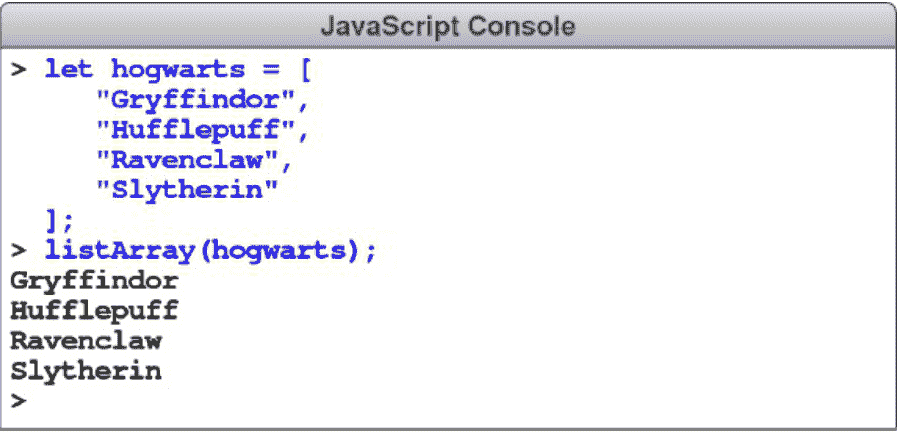 JavaScript Console
> let hogwarts = [
"Gryffindor",
"Hufflepuff",
"Ravenclaw",
"Slytherin"
];
> listArray(hogwarts);
Gryffindor
Hufflepuff
Ravenclaw
Slytherin
>